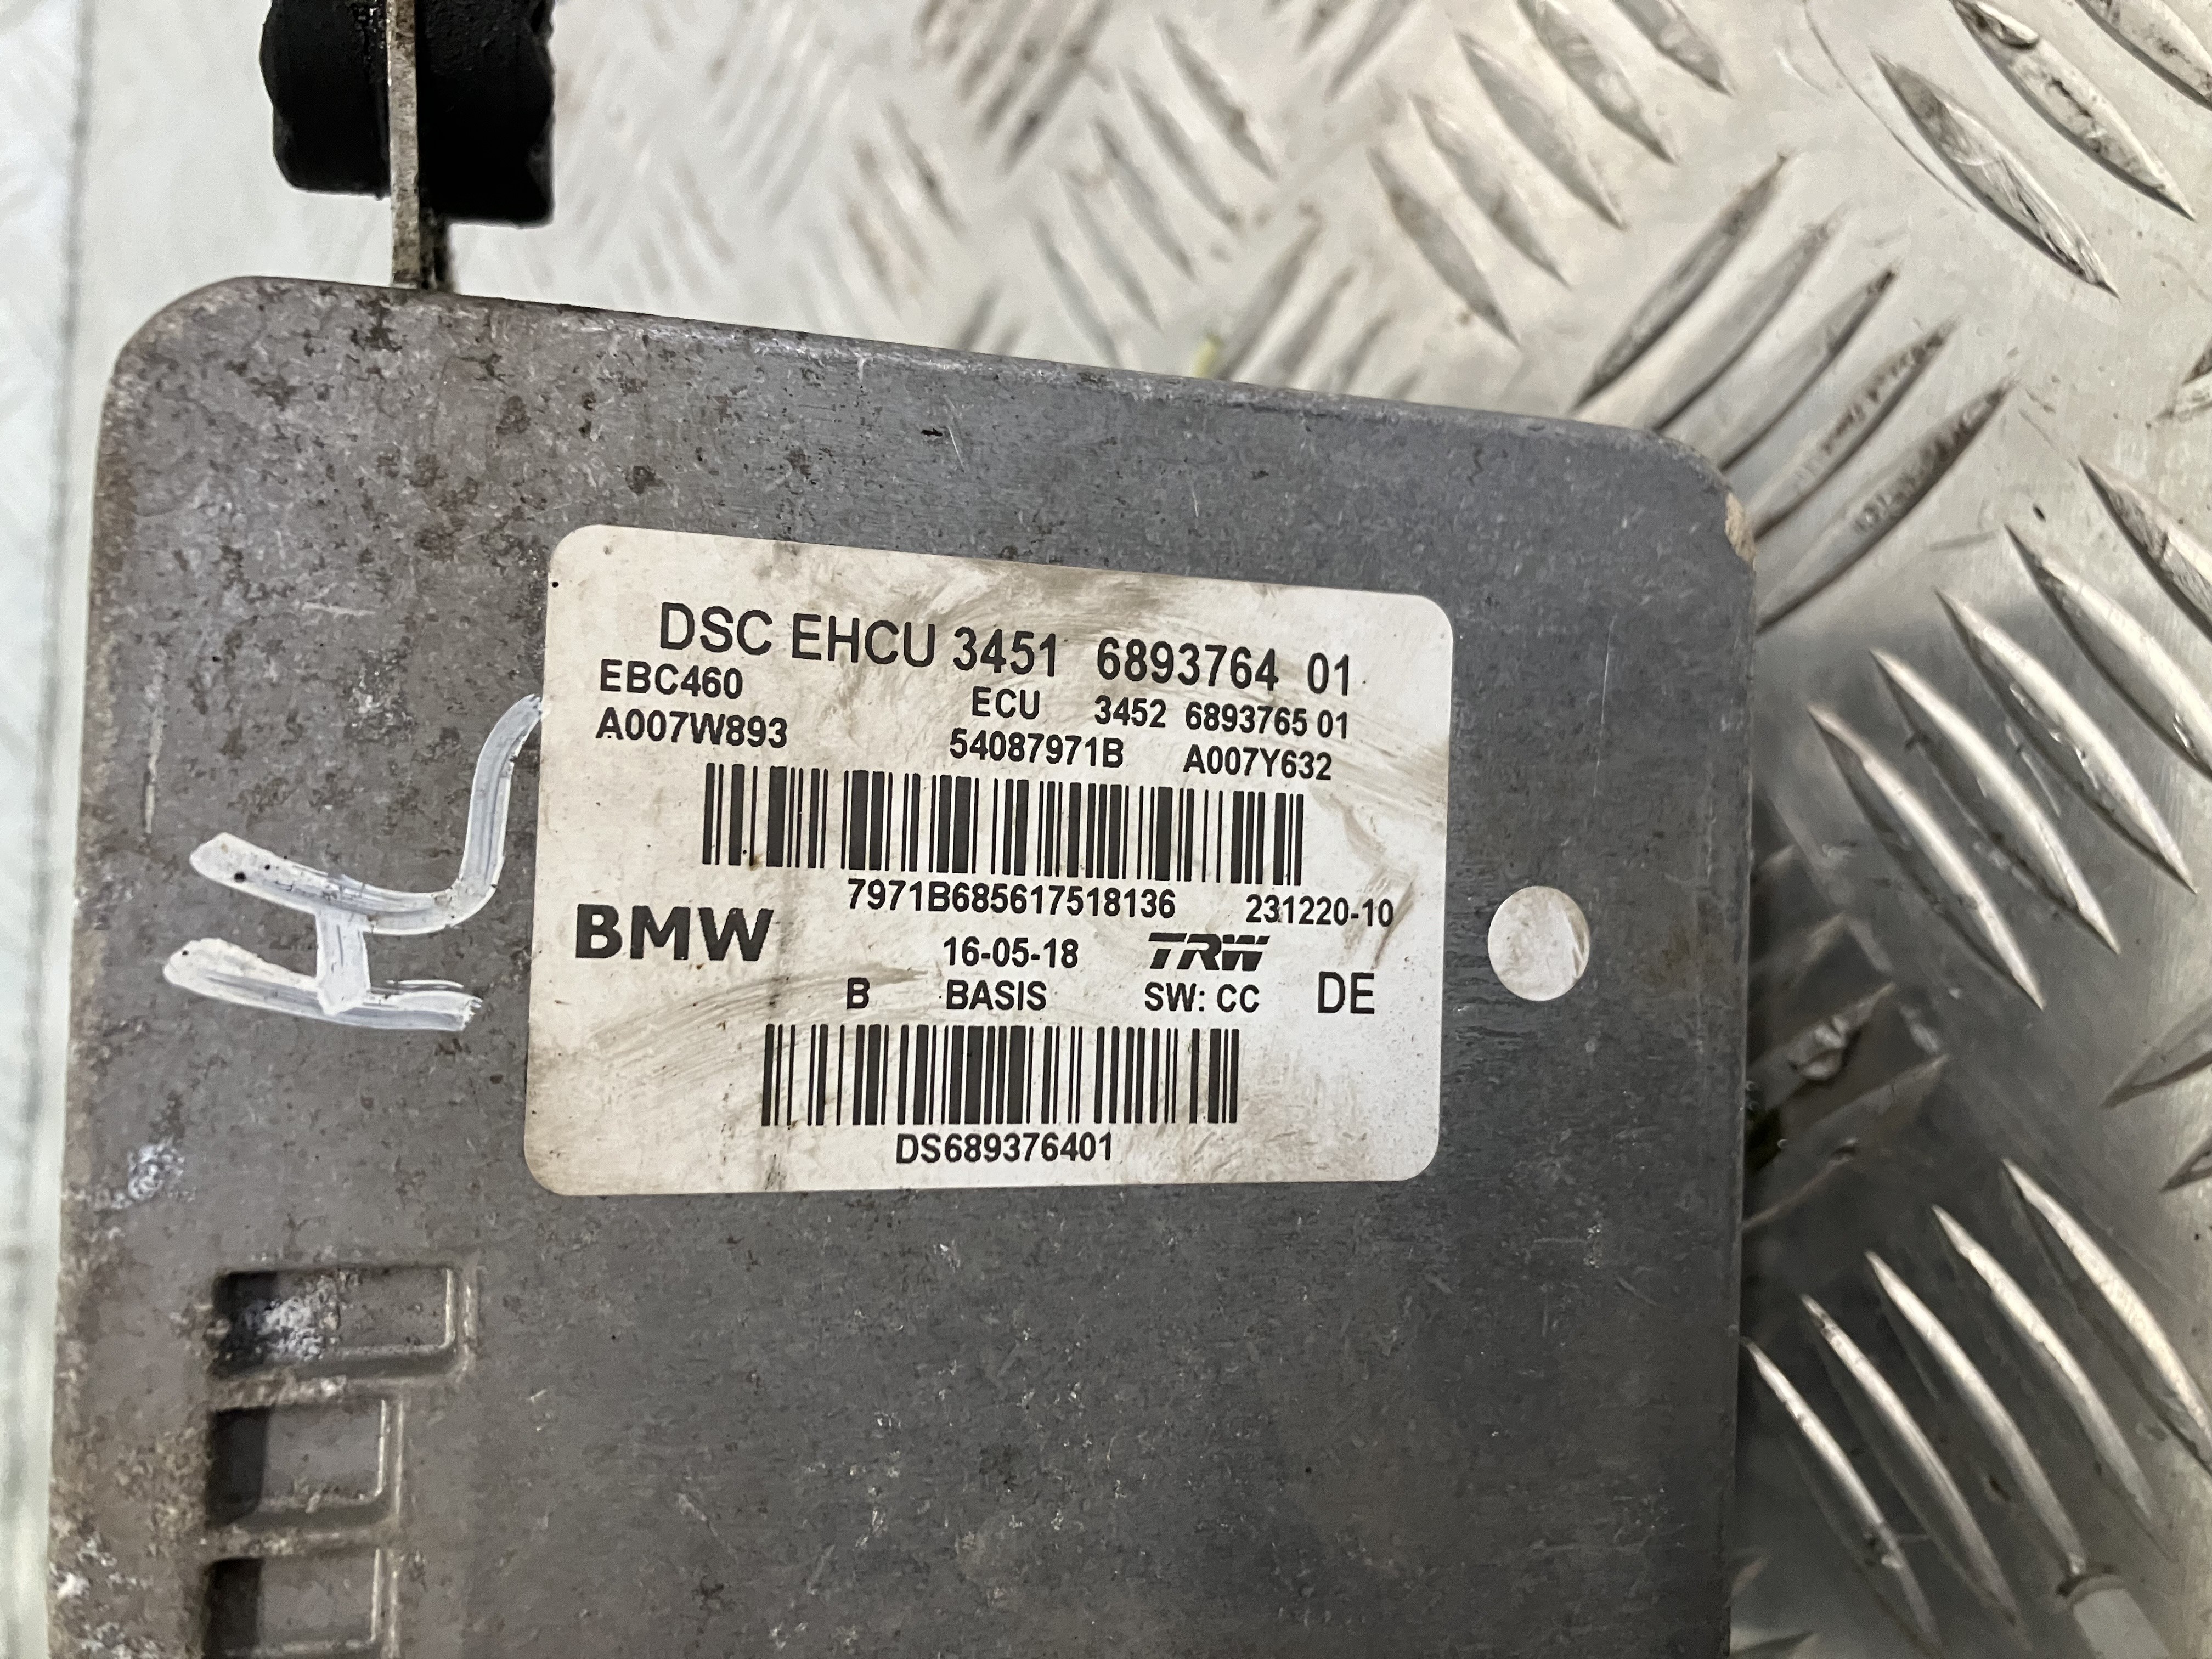 DSC EHCU 3451 6893764 01
EBC460 ECU 3452 6893765 01
A007W893 54087971B A007Y632
7971B685617518136 231220-10
BMW 16-05-18 TRW
B BASIS SW: CC DE
DS689376401